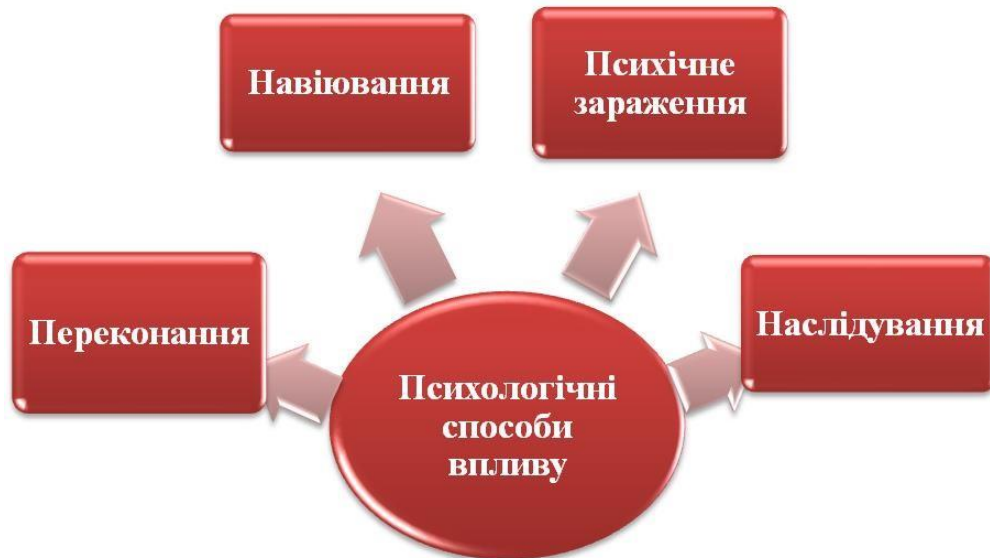 Навіювання
Психічне
зараження
Переконання
Наслідування
Психологічні
способи
впливу